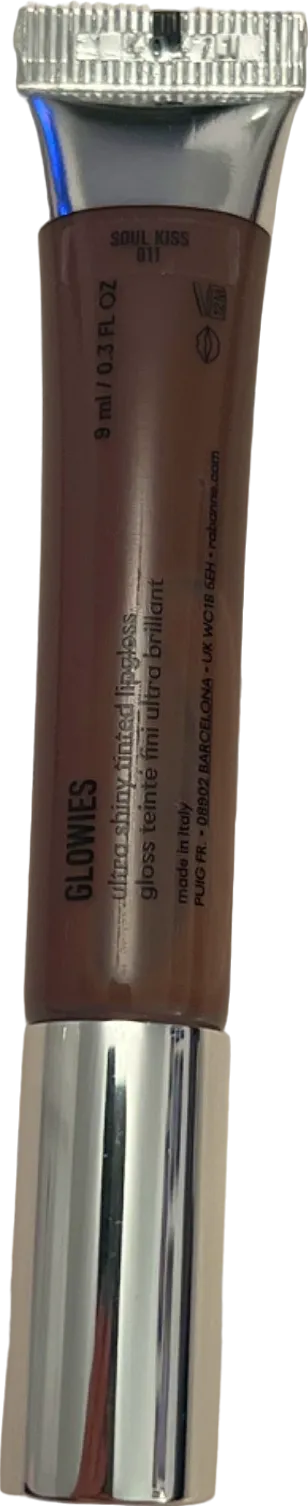 SOUL KISS
011
9 ml / 0.3 FL OZ
GLOWIES
ultra shiny tinted lipgloss
gloss teinté fini ultra brillant
made in Italy
PUIG FR. • 08902 BARCELONA • UK WC1B 5EH • rabanne.com